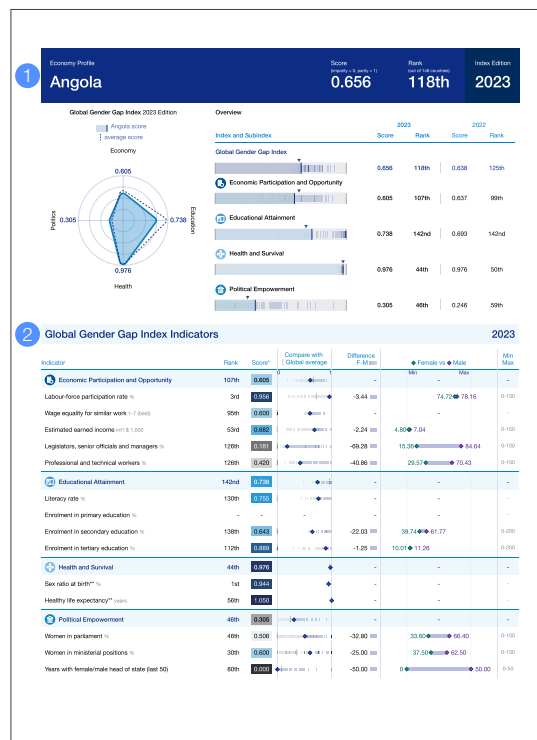 1
Economy Profile
Angola
Score
(imparity = 0, parity = 1)
0.656
Rank
(out of 146 countries)
118th
Index Edition
2023
Global Gender Gap Index 2023 Edition
Angola score
average score
Economy
0.605
Politics
0.305
0.738
Education
0.976
Health
Overview
2023 2022
Index and Subindex Score Rank Score Rank
Global Gender Gap Index
0.656 118th 0.638 125th
Economic Participation and Opportunity
0.605 107th 0.637 99th
Educational Attainment
0.738 142nd 0.693 142nd
Health and Survival
0.976 44th 0.976 50th
Political Empowerment
0.305 46th 0.246 59th
2
Global Gender Gap Index Indicators 2023
Indicator Rank Score* Compare with Global average Difference F-M Female vs Male Min Max
0 1 Min Max
Economic Participation and Opportunity 107th 0.605 - - -
Labour-force participation rate % 3rd 0.956 -3.44 74.72 78.16 0-100
Wage equality for similar work 1-7 (best) 95th 0.600 - - -
Estimated earned income int'l $ 1,000 53rd 0.682 -2.24 4.80 7.04 0-150
Legislators, senior officials and managers % 126th 0.181 -69.28 15.36 84.64 0-100
Professional and technical workers % 126th 0.420 -40.86 29.57 70.43 0-100
Educational Attainment 142nd 0.738 - - -
Literacy rate % 130th 0.755 - - -
Enrolment in primary education % - - - - -
Enrolment in secondary education % 138th 0.643 -22.03 39.74 61.77 0-200
Enrolment in tertiary education % 112th 0.889 -1.25 10.01 11.26 0-200
Health and Survival 44th 0.976 - - -
Sex ratio at birth** % 1st 0.944 - - -
Healthy life expectancy** years 56th 1.050 - - -
Political Empowerment 46th 0.305 - - -
Women in parliament % 46th 0.506 -32.80 33.60 66.40 0-100
Women in ministerial positions % 30th 0.600 -25.00 37.50 62.50 0-100
Years with female/male head of state (last 50) 80th 0.000 -50.00 0 50.00 0-50